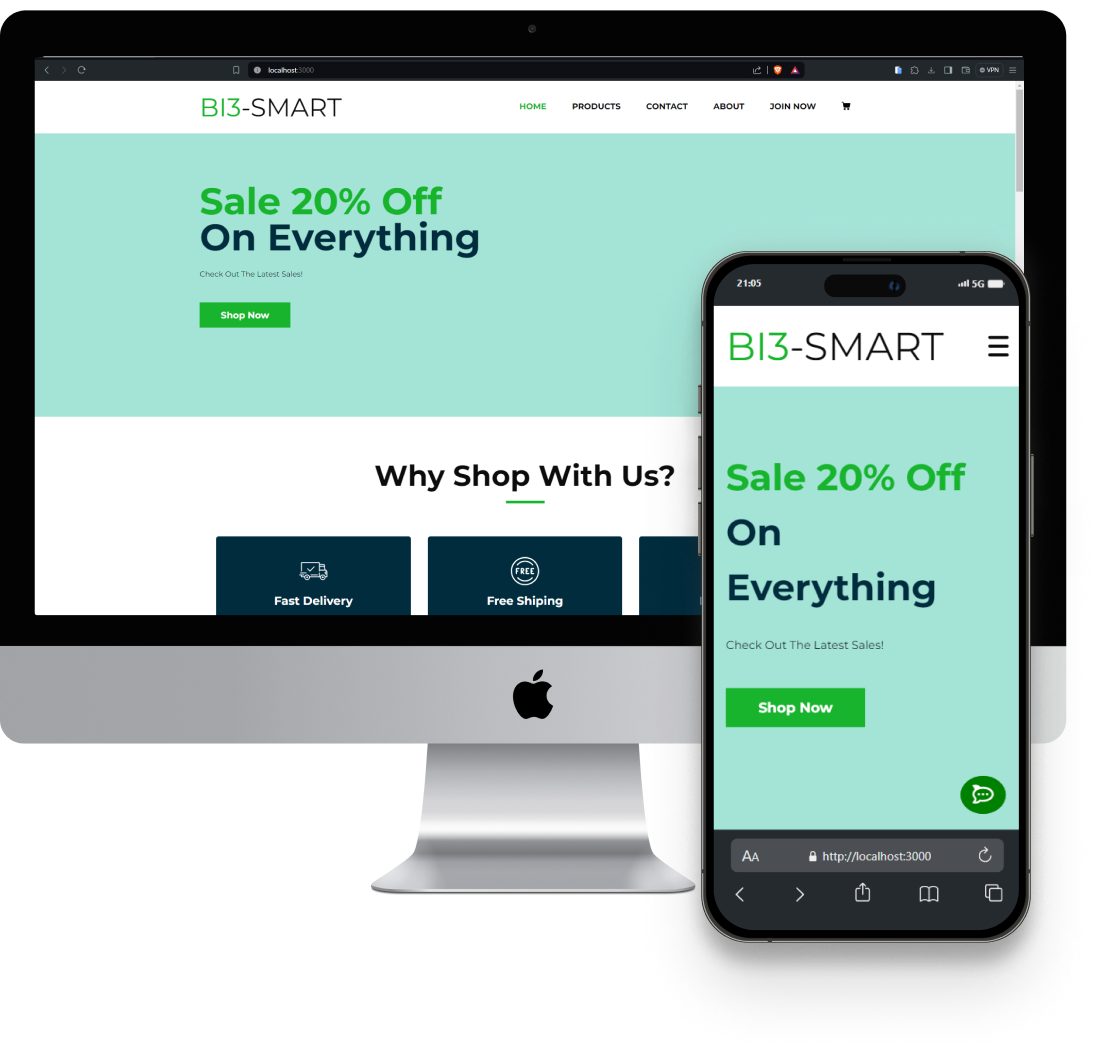 localhost:3000
VPN
BI3-SMART
HOME PRODUCTS CONTACT ABOUT JOIN NOW
Sale 20% Off
On Everything
Check Out The Latest Sales!
Shop Now
Why Shop With Us?
Fast Delivery
FREE
Free Shiping
21:05
5G
BI3-SMART
Sale 20% Off
On
Everything
Check Out The Latest Sales!
Shop Now
AA http://localhost:3000